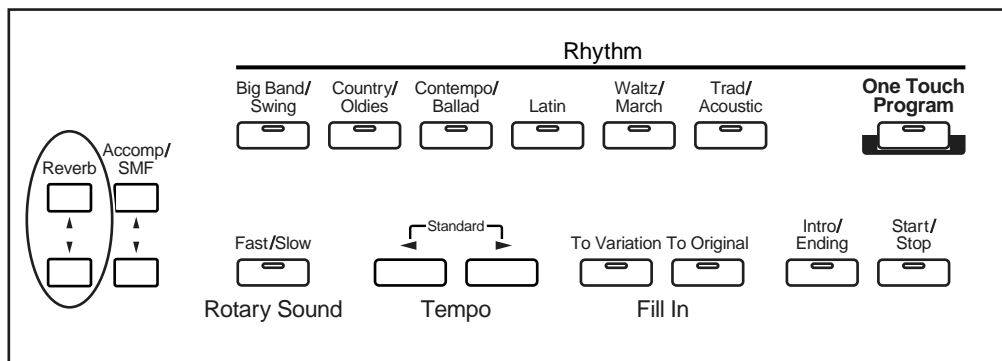 Rhythm
Big Band/
Swing
Country/
Oldies
Contempo/
Ballad
Latin
Waltz/
March
Trad/
Acoustic
One Touch
Program
Reverb
Accomp/
SMF
Fast/Slow
Standard
To Variation
To Original
Intro/
Ending
Start/
Stop
Rotary Sound
Tempo
Fill In